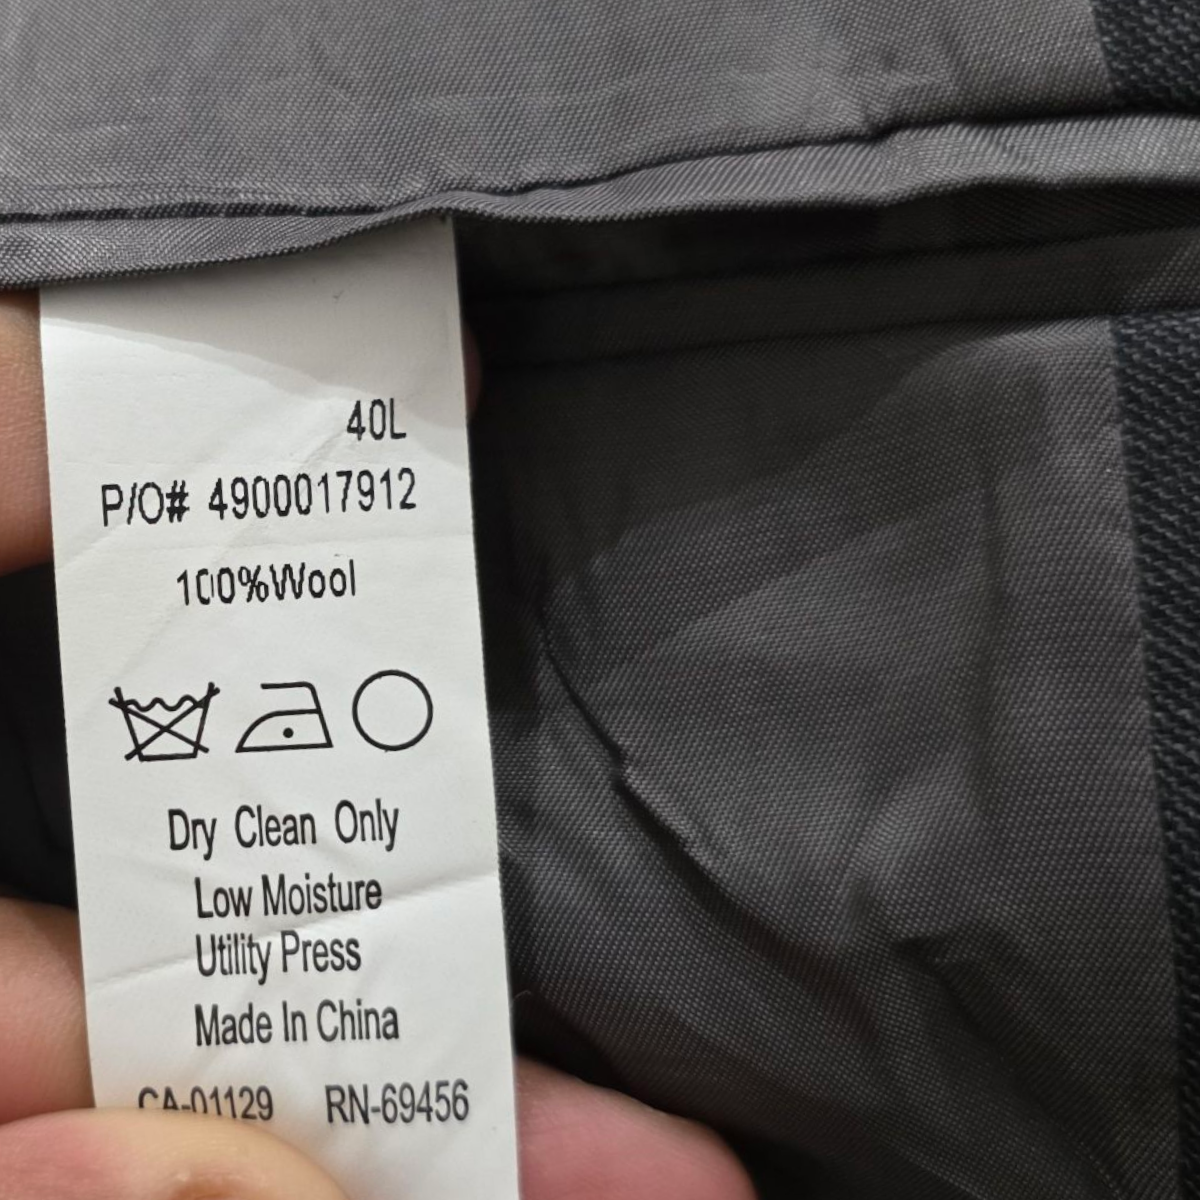 40L
P/O# 4900017912
100%Wool
Dry Clean Only
Low Moisture
Utility Press
Made In China
CA-01129 RN-69456